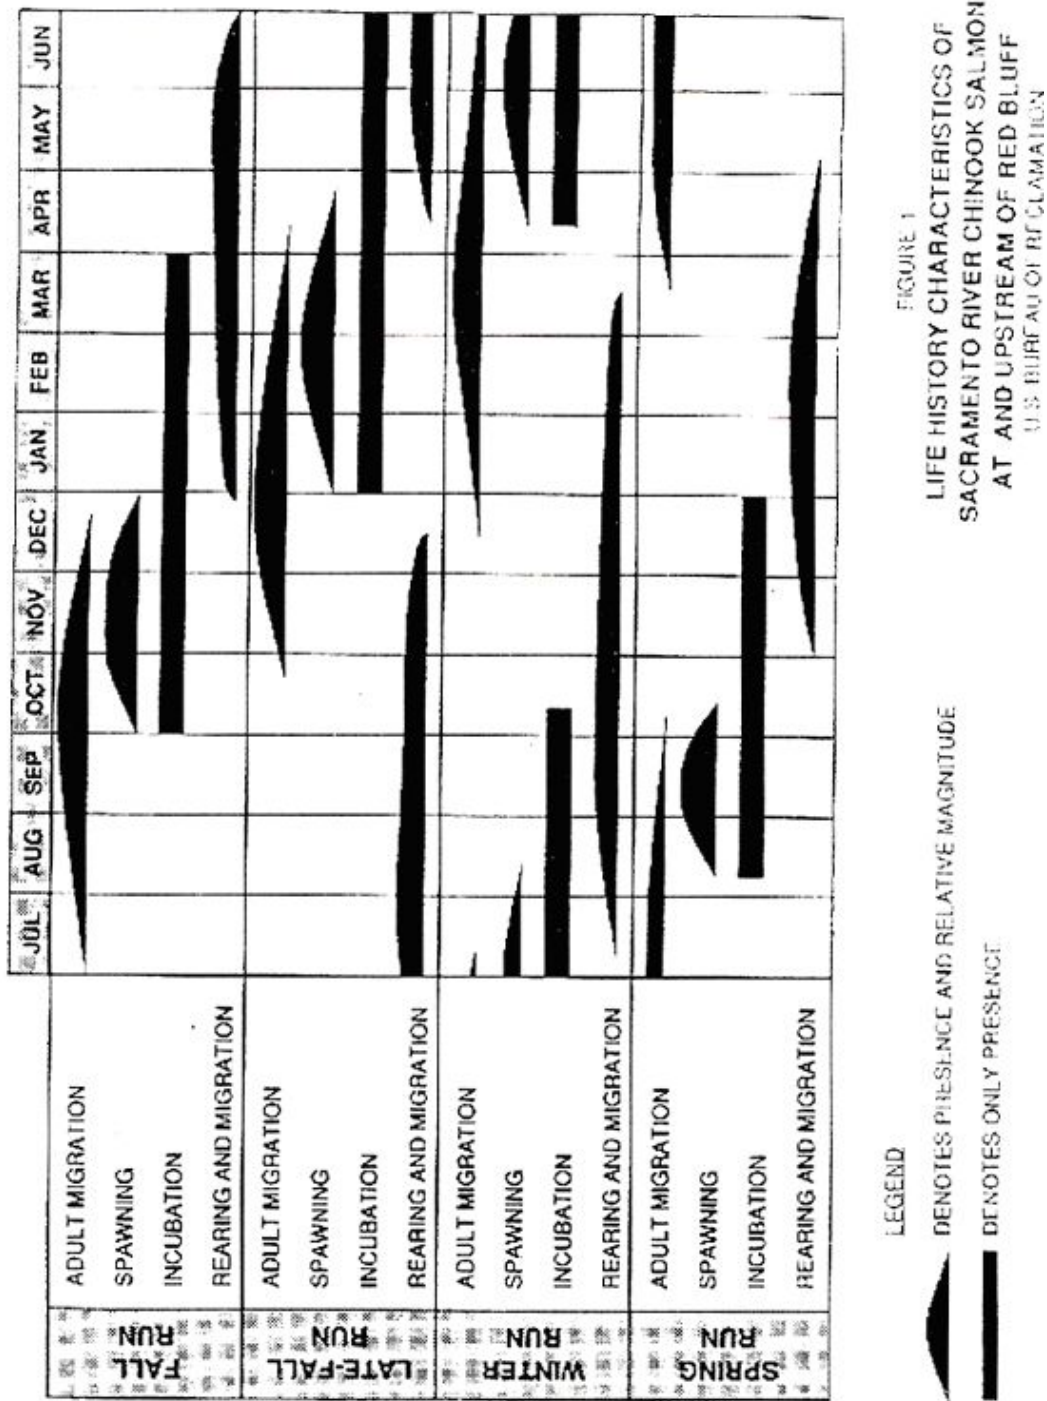 JUL AUG SEP OCT NOV DEC JAN FEB MAR APR MAY JUN
FALL
RUN
ADULT MIGRATION
SPAWNING
INCUBATION
REARING AND MIGRATION
LATE-FALL
RUN
ADULT MIGRATION
SPAWNING
INCUBATION
REARING AND MIGRATION
WINTER
RUN
ADULT MIGRATION
SPAWNING
INCUBATION
REARING AND MIGRATION
SPRING
RUN
ADULT MIGRATION
SPAWNING
INCUBATION
REARING AND MIGRATION
LEGEND
DENOTES PRESENCE AND RELATIVE MAGNITUDE
DENOTES ONLY PRESENCE
FIGURE 1
LIFE HISTORY CHARACTERISTICS OF
SACRAMENTO RIVER CHINOOK SALMON
AT AND UPSTREAM OF RED BLUFF
U.S. BUREAU OF RECLAMATION